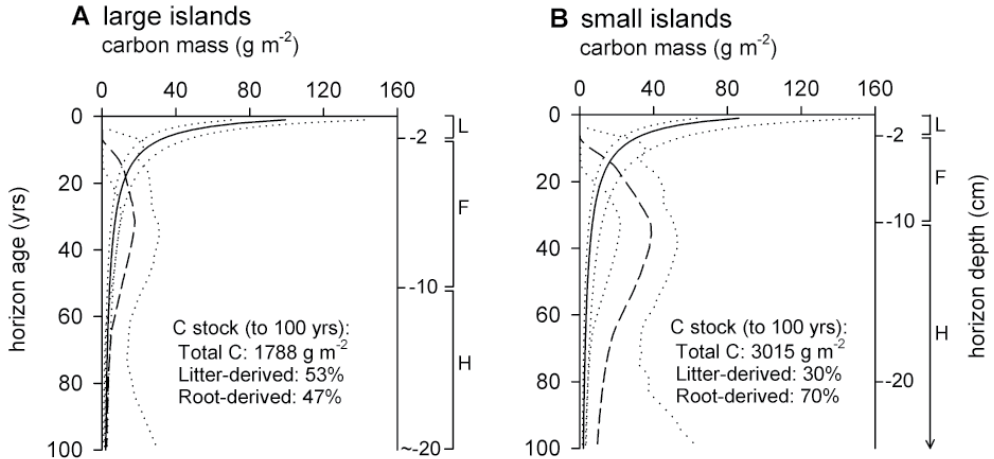 A large islands
carbon mass (g m-2)
0 40 80 120 160
0
20
40
60
80
100
horizon age (yrs)
L
-2
F
-10
H
~-20
C stock (to 100 yrs):
Total C: 1788 g m-2
Litter-derived: 53%
Root-derived: 47%
B small islands
carbon mass (g m-2)
0 40 80 120 160
0
20
40
60
80
100
L
-2
F
-10
H
-20
horizon depth (cm)
C stock (to 100 yrs):
Total C: 3015 g m-2
Litter-derived: 30%
Root-derived: 70%